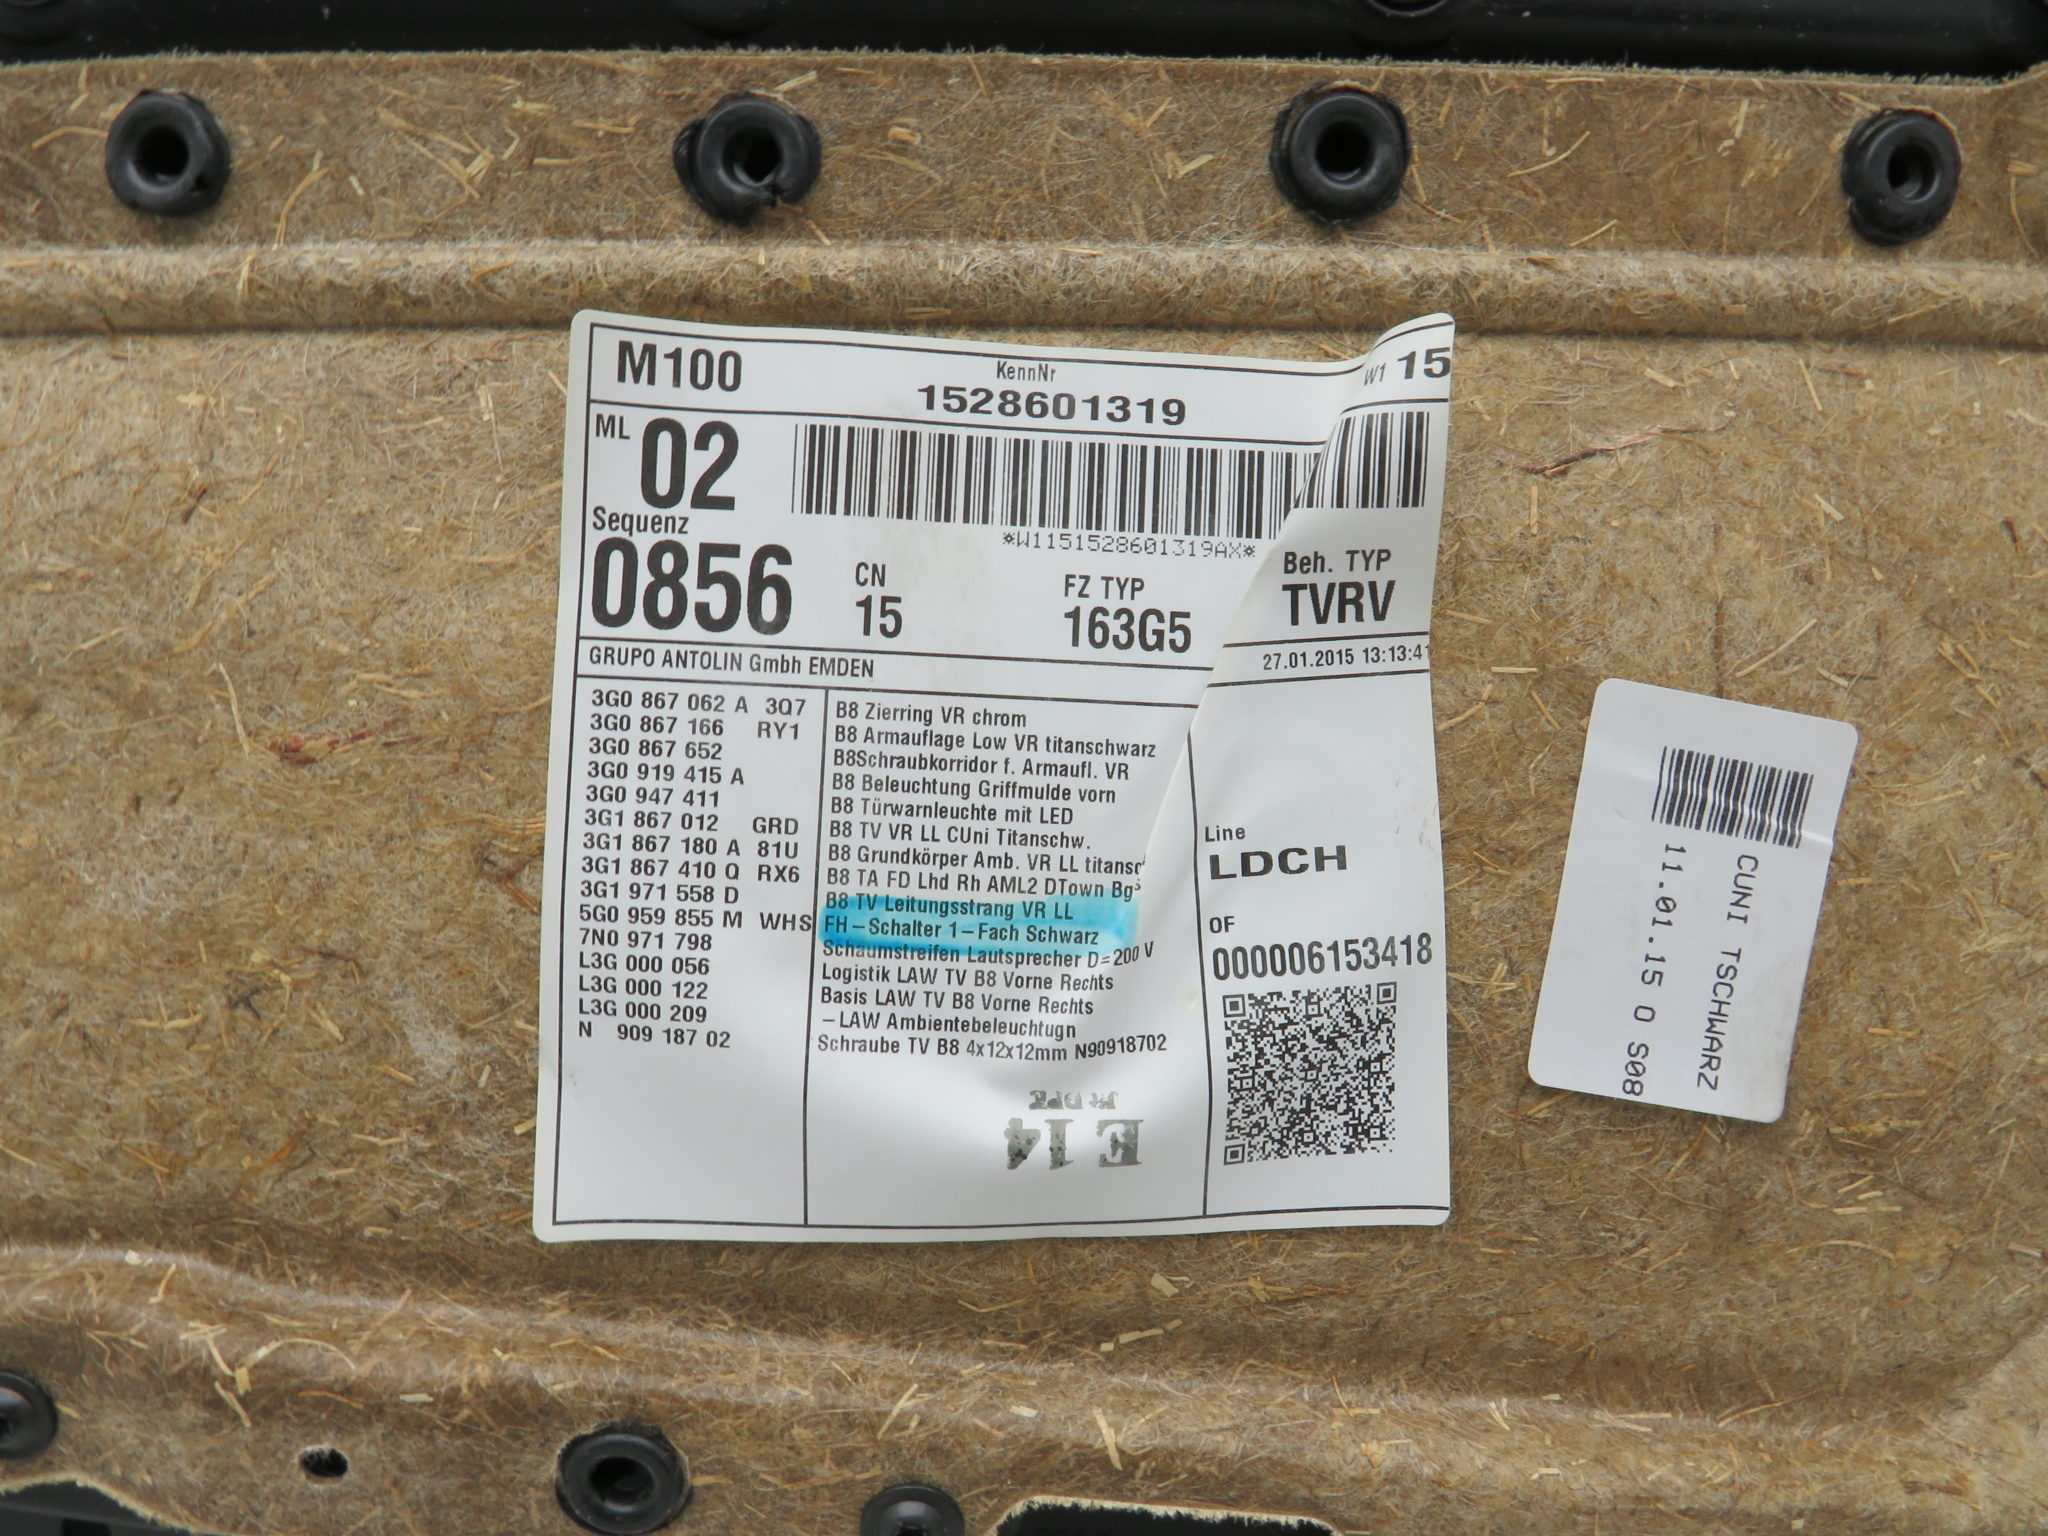 M100
KennNr
1528601319
W1 15
ML 02
*W1151528601319AX*
Sequenz
0856
CN
15
FZ TYP
163G5
Beh. TYP
TVRV
GRUPO ANTOLIN Gmbh EMDEN
27.01.2015 13:13:41
3G0 867 062 A 3Q7
3G0 867 166 RY1
3G0 867 652
3G0 919 415 A
3G0 947 411
3G1 867 012 GRD
3G1 867 180 A 81U
3G1 867 410 Q RX6
3G1 971 558 D
5G0 959 855 M WHS
7N0 971 798
L3G 000 056
L3G 000 122
L3G 000 209
N 909 187 02
B8 Zierring VR chrom
B8 Armauflage Low VR titanschwarz
B8Schraubkorridor f. Armaufl. VR
B8 Beleuchtung Griffmulde vorn
B8 Türwarnleuchte mit LED
B8 TV VR LL CUni Titanschw.
B8 Grundkörper Amb. VR LL titansc
B8 TA FD Lhd Rh AML2 DTown Bgs
B8 TV Leitungsstrang VR LL
FH-Schalter 1-Fach Schwarz
Schaumstreifen Lautsprecher D=200 V
Logistik LAW TV B8 Vorne Rechts
Basis LAW TV B8 Vorne Rechts
-LAW Ambientebeleuchtugn
Schraube TV B8 4x12x12mm N90918702
E 14
Line
LDCH
OF
000006153418
CUNI TSCHWARZ
11.01.15 0 S08